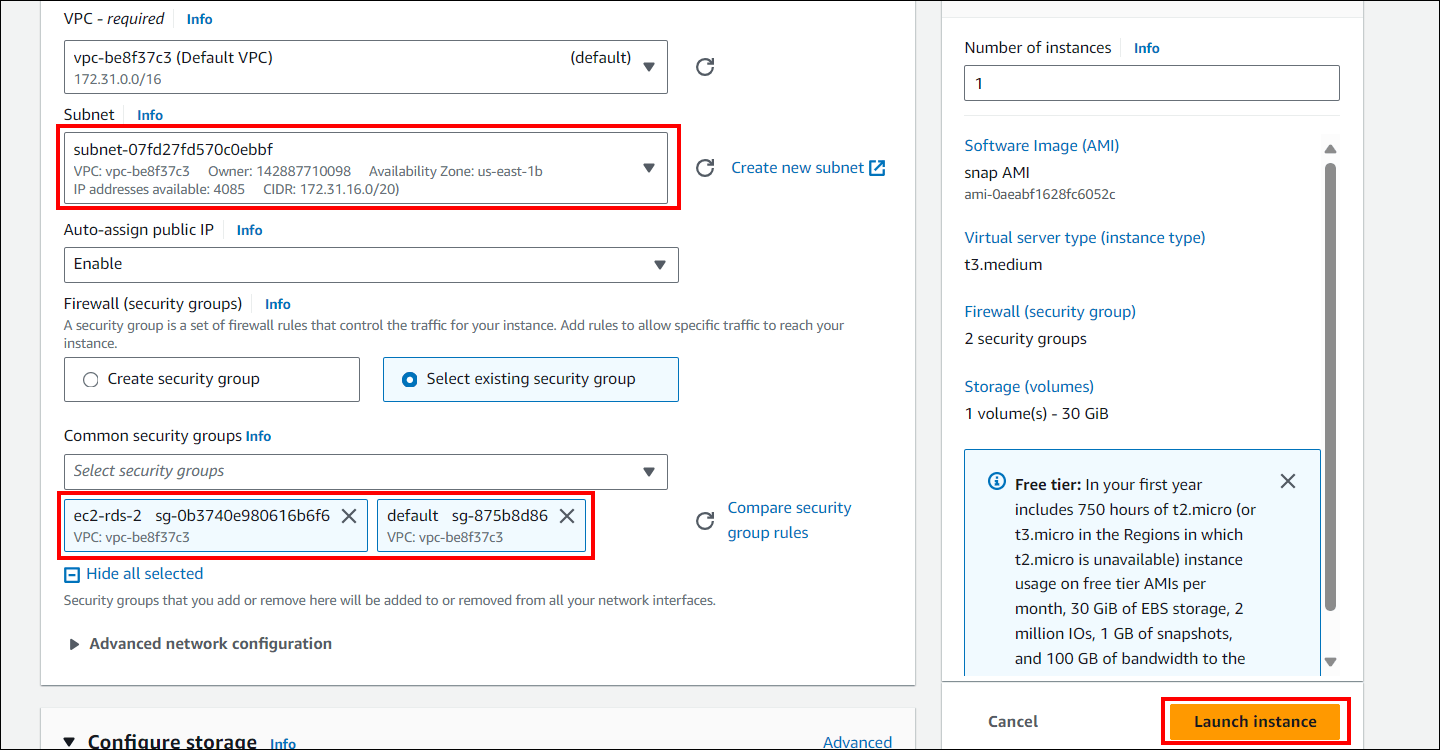 VPC - required Info
vpc-be8f37c3 (Default VPC) (default)
172.31.0.0/16
Subnet Info
subnet-07fd27fd570c0ebbf
VPC: vpc-be8f37c3 Owner: 142887710098 Availability Zone: us-east-1b
IP addresses available: 4085 CIDR: 172.31.16.0/20)
Create new subnet
Auto-assign public IP Info
Enable
Firewall (security groups) Info
A security group is a set of firewall rules that control the traffic for your instance. Add rules to allow specific traffic to reach your
instance.
Create security group
Select existing security group
Common security groups Info
Select security groups
ec2-rds-2 sg-0b3740e980616b6f6
VPC: vpc-be8f37c3
default sg-875b8d86
VPC: vpc-be8f37c3
Compare security
group rules
Hide all selected
Security groups that you add or remove here will be added to or removed from all your network interfaces.
Advanced network configuration
Configure storage Info
Advanced
Number of instances Info
1
Software Image (AMI)
snap AMI
ami-0aeabf1628fc6052c
Virtual server type (instance type)
t3.medium
Firewall (security group)
2 security groups
Storage (volumes)
1 volume(s) - 30 GiB
Free tier: In your first year
includes 750 hours of t2.micro (or
t3.micro in the Regions in which
t2.micro is unavailable) instance
usage on free tier AMIs per
month, 30 GiB of EBS storage, 2
million IOs, 1 GB of snapshots,
and 100 GB of bandwidth to the
Cancel
Launch instance